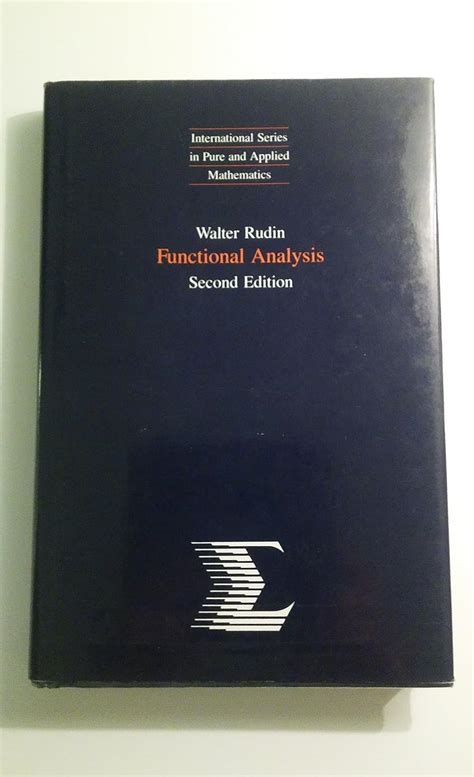 International Series
in Pure and Applied
Mathematics
Walter Rudin
Functional Analysis
Second Edition
Σ